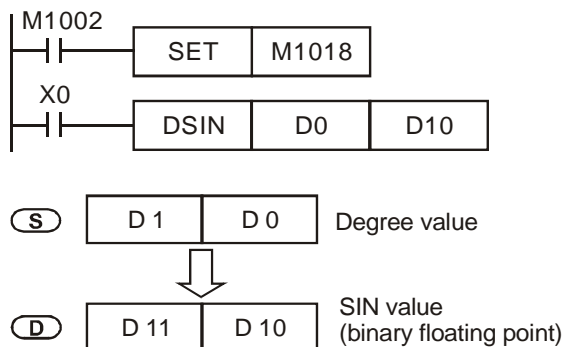 M1002
SET M1018
X0
DSIN D0 D10
S D 1 D 0 Degree value
D D 11 D 10 SIN value
(binary floating point)